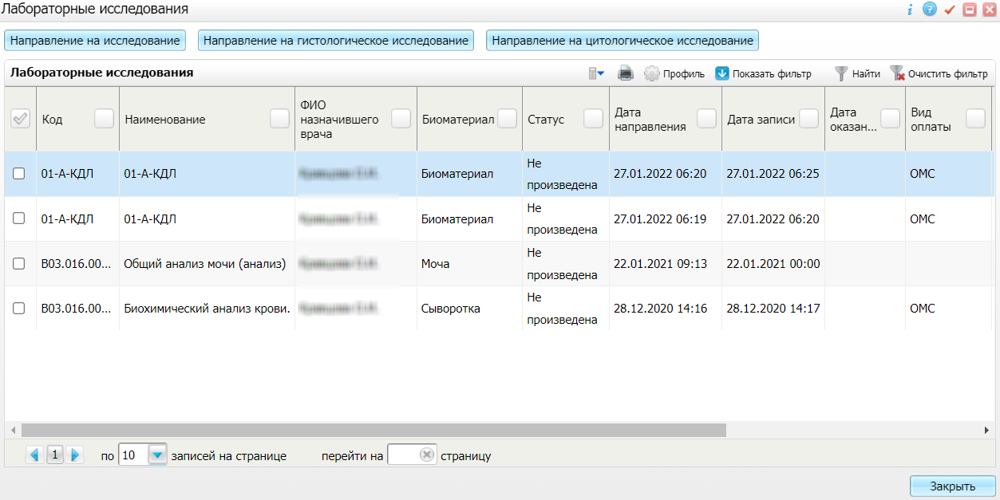 Лабораторные исследования
Направление на исследование Направление на гистологическое исследование Направление на цитологическое исследование
Лабораторные исследования Профиль Показать фильтр Найти Очистить фильтр
Код Наименование ФИО назначившего врача Биоматериал Статус Дата направления Дата записи Дата оказан... Вид оплаты
01-А-КДЛ 01-А-КДЛ Биоматериал Не произведена 27.01.2022 06:20 27.01.2022 06:25 ОМС
01-А-КДЛ 01-А-КДЛ Биоматериал Не произведена 27.01.2022 06:19 27.01.2022 06:20 ОМС
B03.016.00... Общий анализ мочи (анализ) Моча Не произведена 22.01.2021 09:13 22.01.2021 00:00
B03.016.00... Биохимический анализ крови. Сыворотка Не произведена 28.12.2020 14:16 28.12.2020 14:17 ОМС
1 по 10 записей на странице перейти на страницу
Закрыть